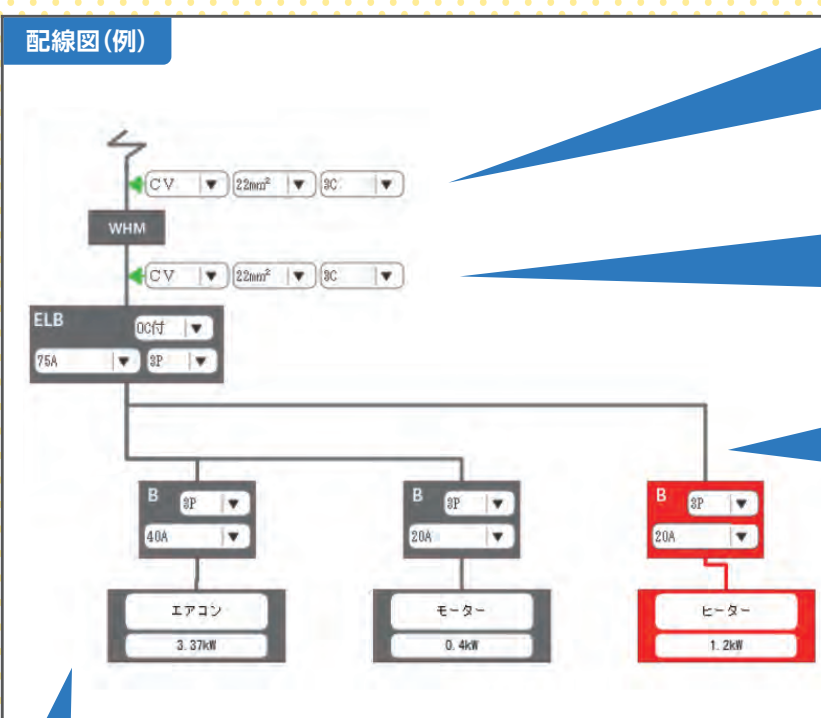 配線図(例)
CV ▼ 22mm² ▼ 3C ▼
WHM
CV ▼ 22mm² ▼ 3C ▼
ELB OC付 ▼
75A ▼ 3P ▼
B 3P ▼
40A ▼
エアコン
3.37kW
B 3P ▼
20A ▼
モーター
0.4kW
B 3P ▼
20A ▼
ヒーター
1.2kW